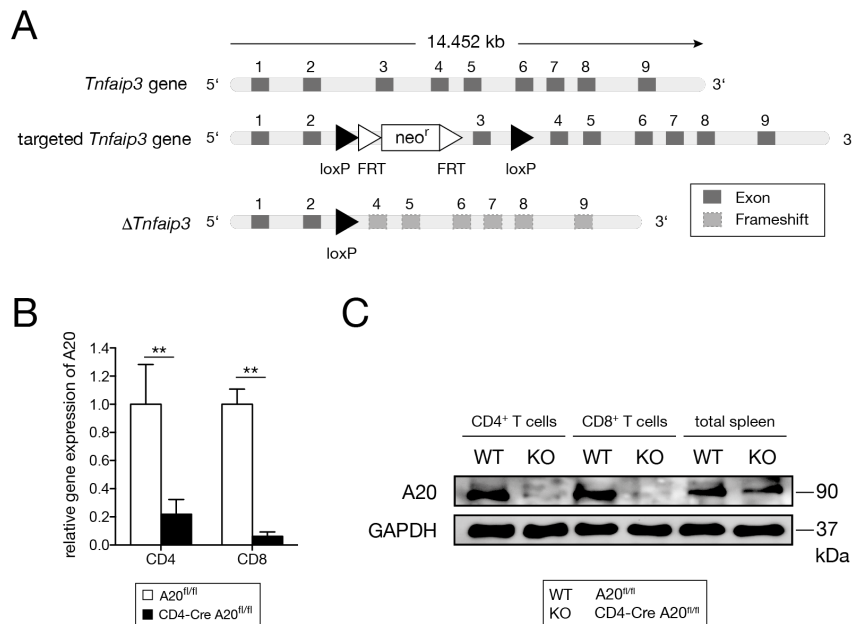 A
14.452 kb
1 2 3 4 5 6 7 8 9
Tnfaip3 gene 5‘ 3‘
1 2 3 4 5 6 7 8 9
targeted Tnfaip3 gene 5‘ neoʳ 3
loxP FRT FRT loxP
1 2 4 5 6 7 8 9
ΔTnfaip3 5‘ 3‘
loxP
Exon
Frameshift
B
relative gene expression of A20
1.4
1.2
1.0
0.8
0.6
0.4
0.2
0.0
**
**
CD4 CD8
A20fl/fl
CD4-Cre A20fl/fl
C
CD4⁺ T cells CD8⁺ T cells total spleen
WT KO WT KO WT KO
A20 90
GAPDH 37
kDa
WT A20fl/fl
KO CD4-Cre A20fl/fl